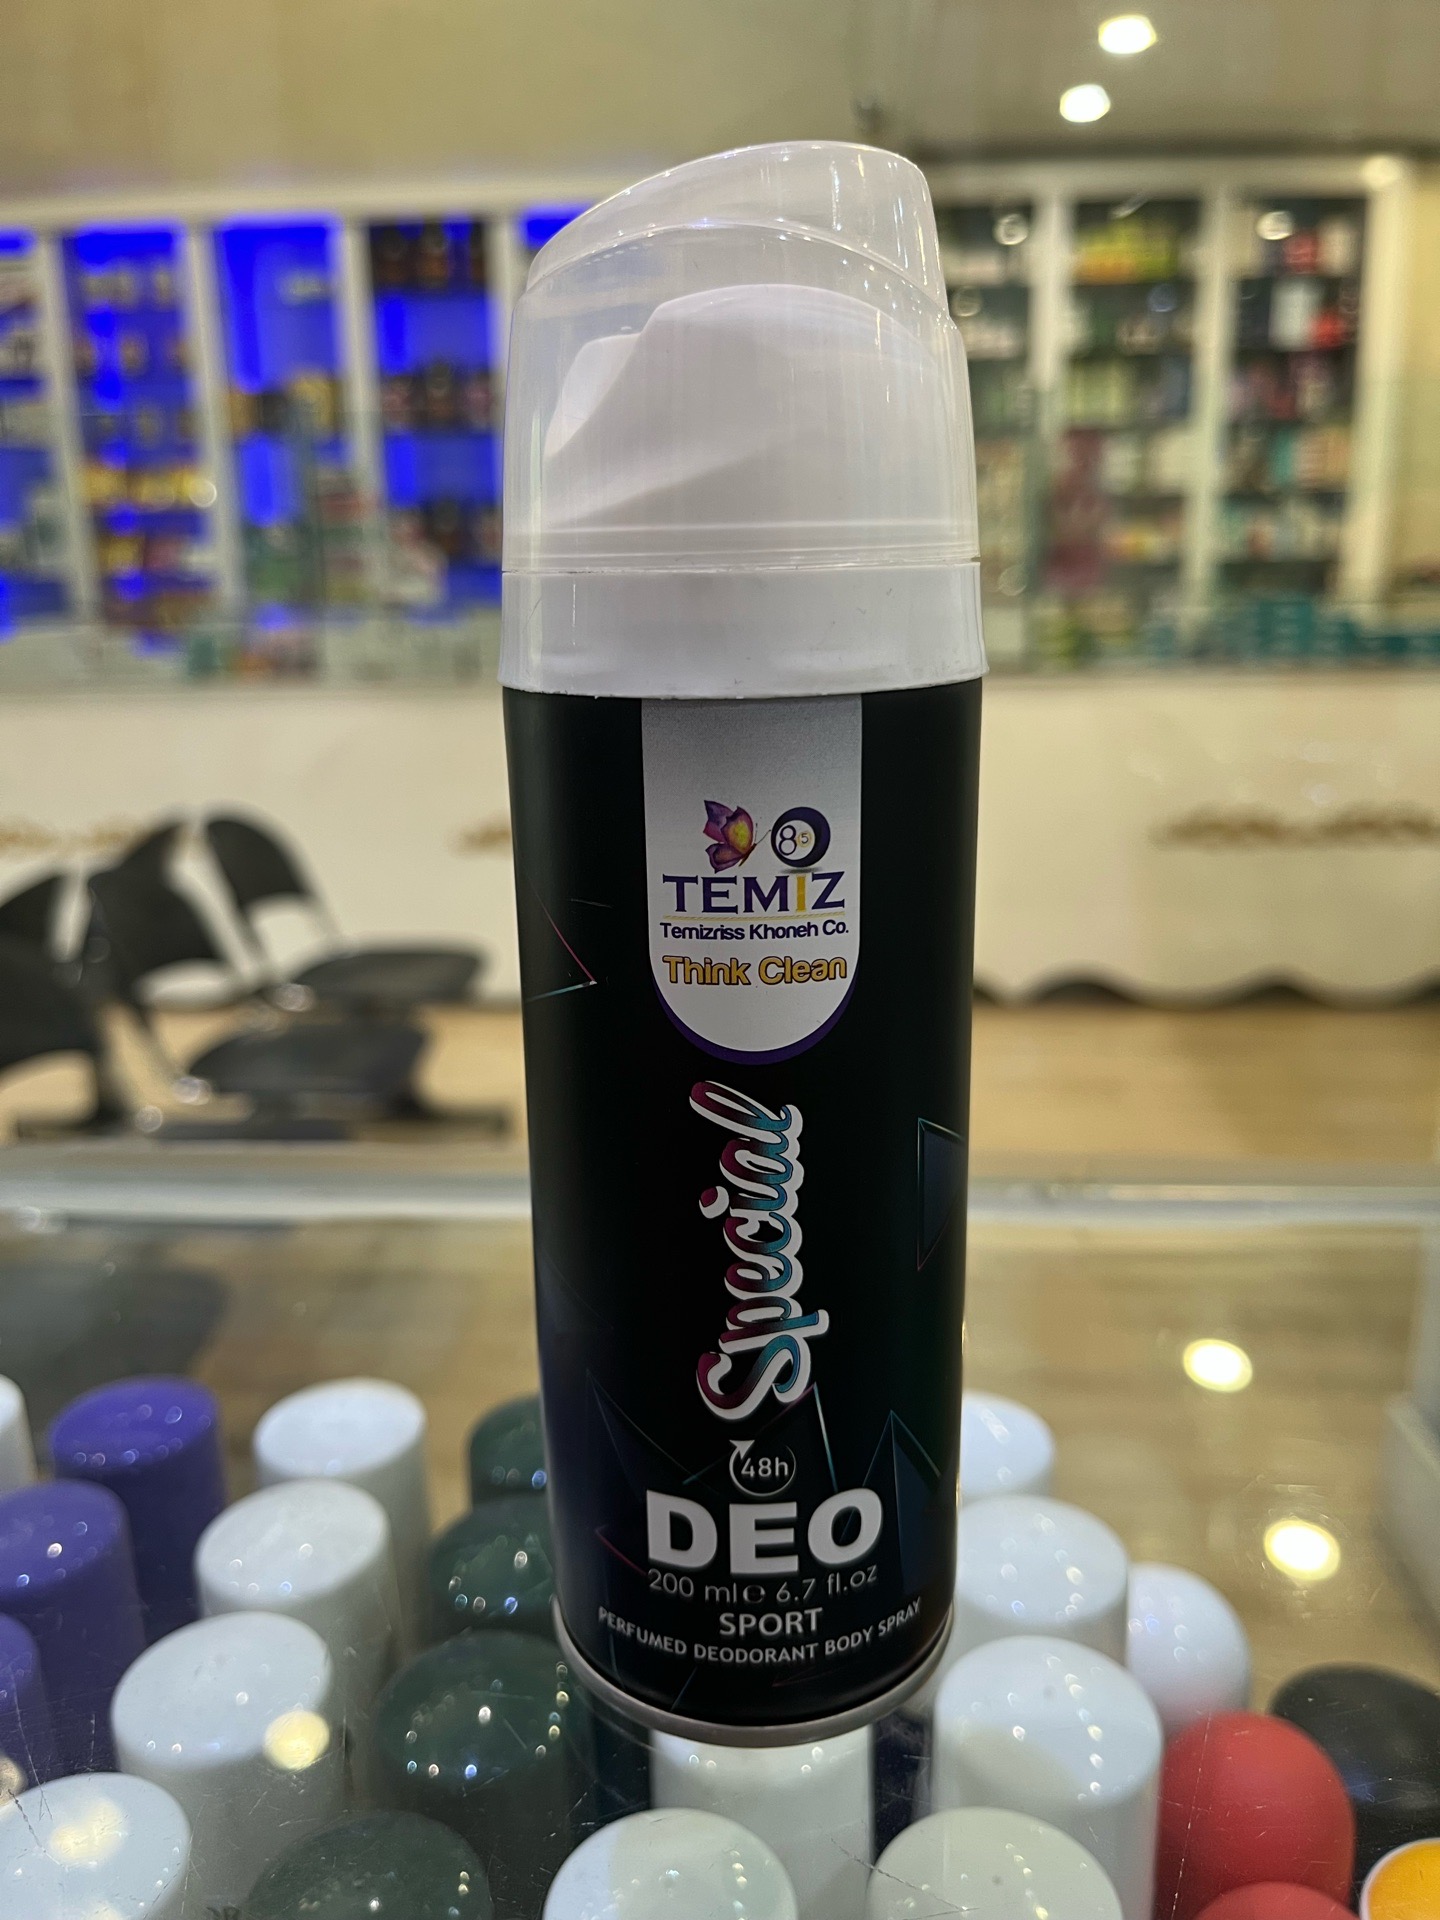 85
TEMIZ
Temizriss Khoneh Co.
Think Clean
Special
48h
DEO
200 ml e 6.7 fl.oz
SPORT
PERFUMED DEODORANT BODY SPRAY